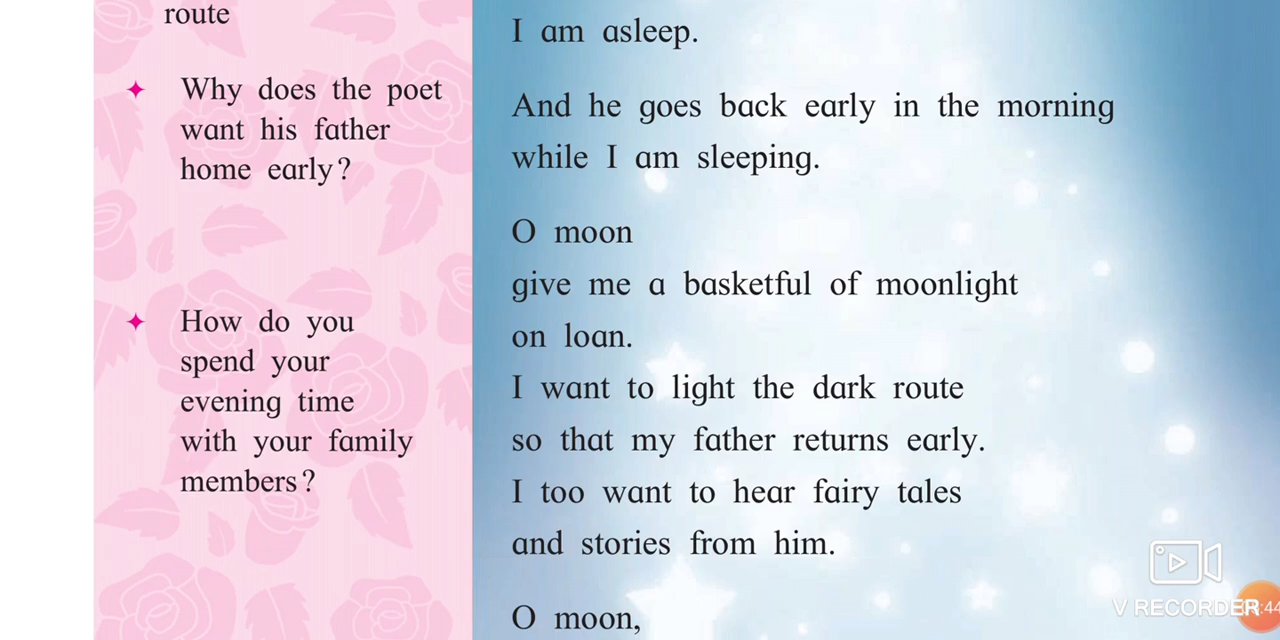 route
✦ Why does the poet
want his father
home early?
✦ How do you
spend your
evening time
with your family
members?
I am asleep.
And he goes back early in the morning
while I am sleeping.
O moon
give me a basketful of moonlight
on loan.
I want to light the dark route
so that my father returns early.
I too want to hear fairy tales
and stories from him.
O moon,
V RECORDER
:44